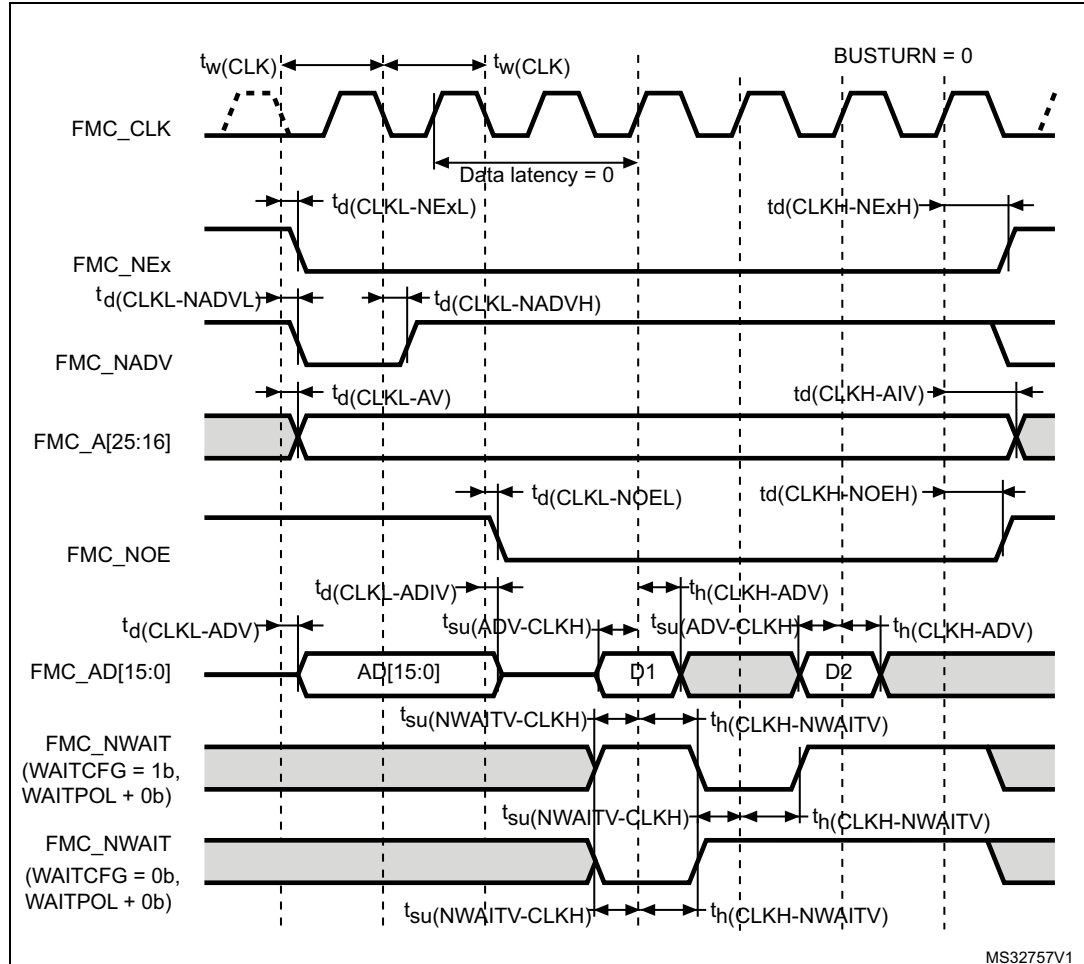 BUSTURN = 0
tw(CLK) tw(CLK)
FMC_CLK
Data latency = 0
td(CLKL-NExL) td(CLKH-NExH)
FMC_NEx
td(CLKL-NADVL) td(CLKL-NADVH)
FMC_NADV
td(CLKL-AV) td(CLKH-AIV)
FMC_A[25:16]
td(CLKL-NOEL) td(CLKH-NOEH)
FMC_NOE
td(CLKL-ADIV) th(CLKH-ADV)
td(CLKL-ADV) tsu(ADV-CLKH) tsu(ADV-CLKH) th(CLKH-ADV)
FMC_AD[15:0] AD[15:0] D1 D2
tsu(NWAITV-CLKH) th(CLKH-NWAITV)
FMC_NWAIT
(WAITCFG = 1b,
WAITPOL + 0b)
tsu(NWAITV-CLKH) th(CLKH-NWAITV)
FMC_NWAIT
(WAITCFG = 0b,
WAITPOL + 0b)
tsu(NWAITV-CLKH) th(CLKH-NWAITV)
MS32757V1